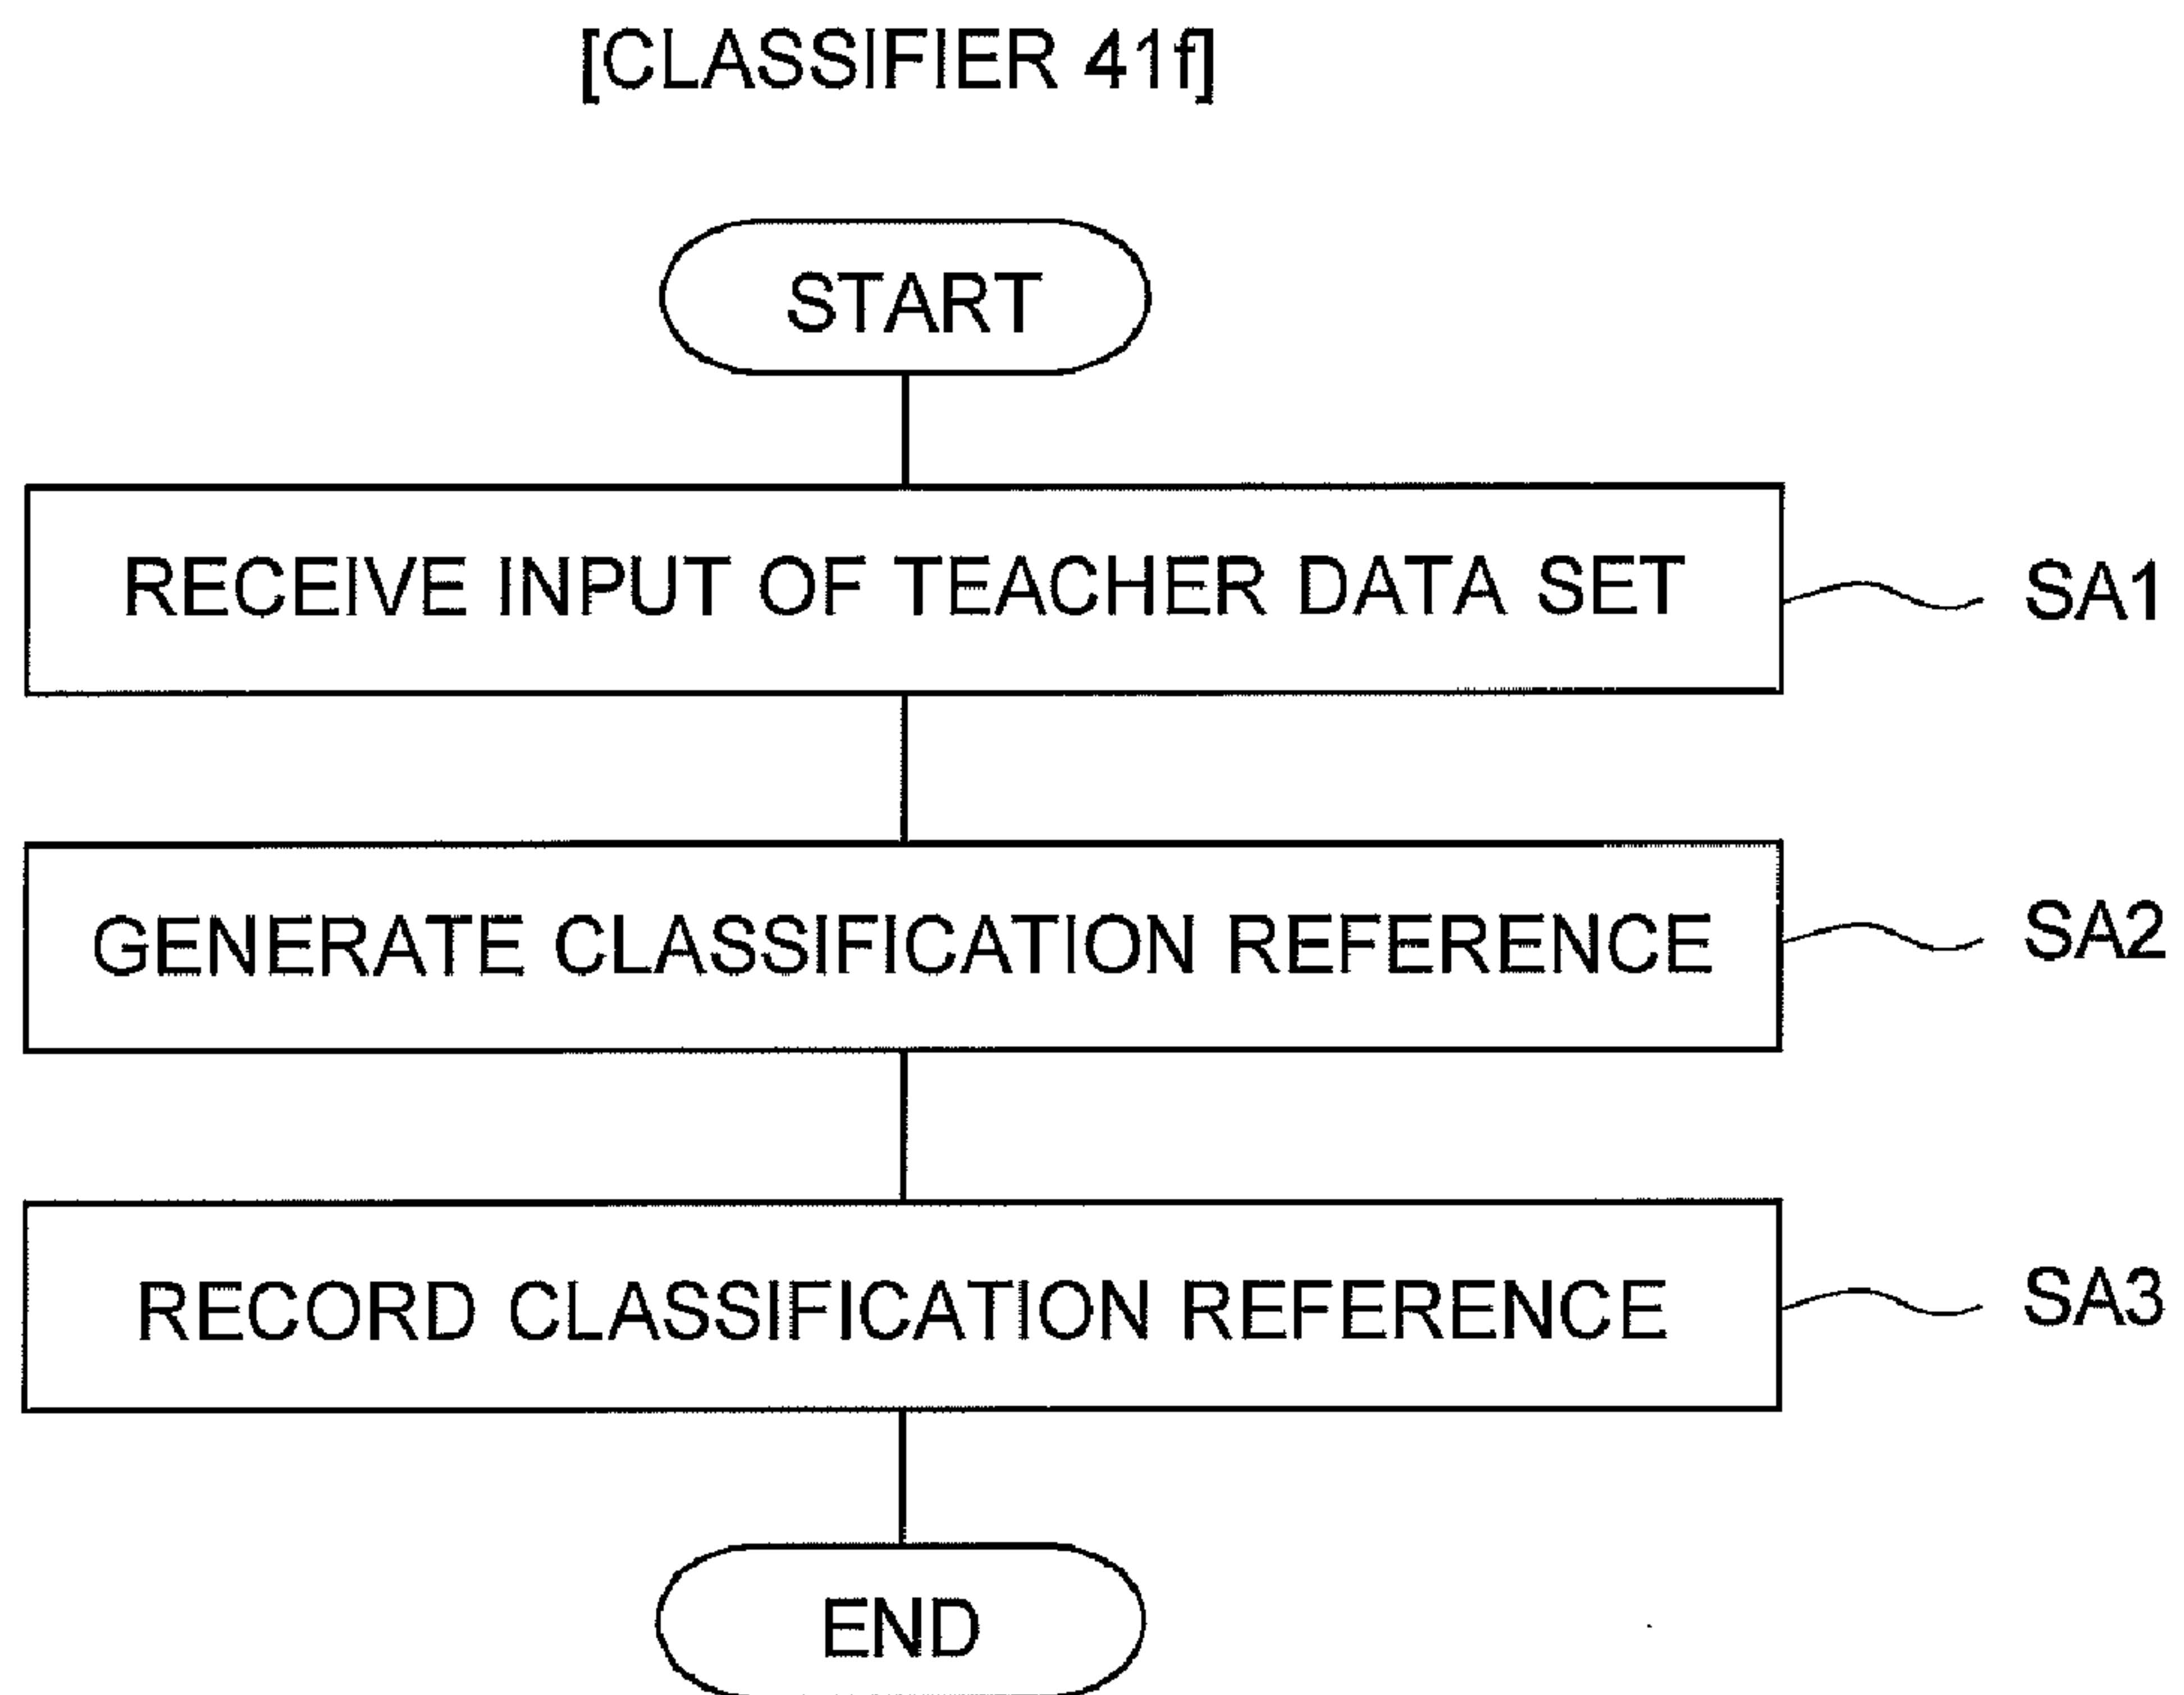 [CLASSIFIER 41f]
START
RECEIVE INPUT OF TEACHER DATA SET
SA1
GENERATE CLASSIFICATION REFERENCE
SA2
RECORD CLASSIFICATION REFERENCE
SA3
END